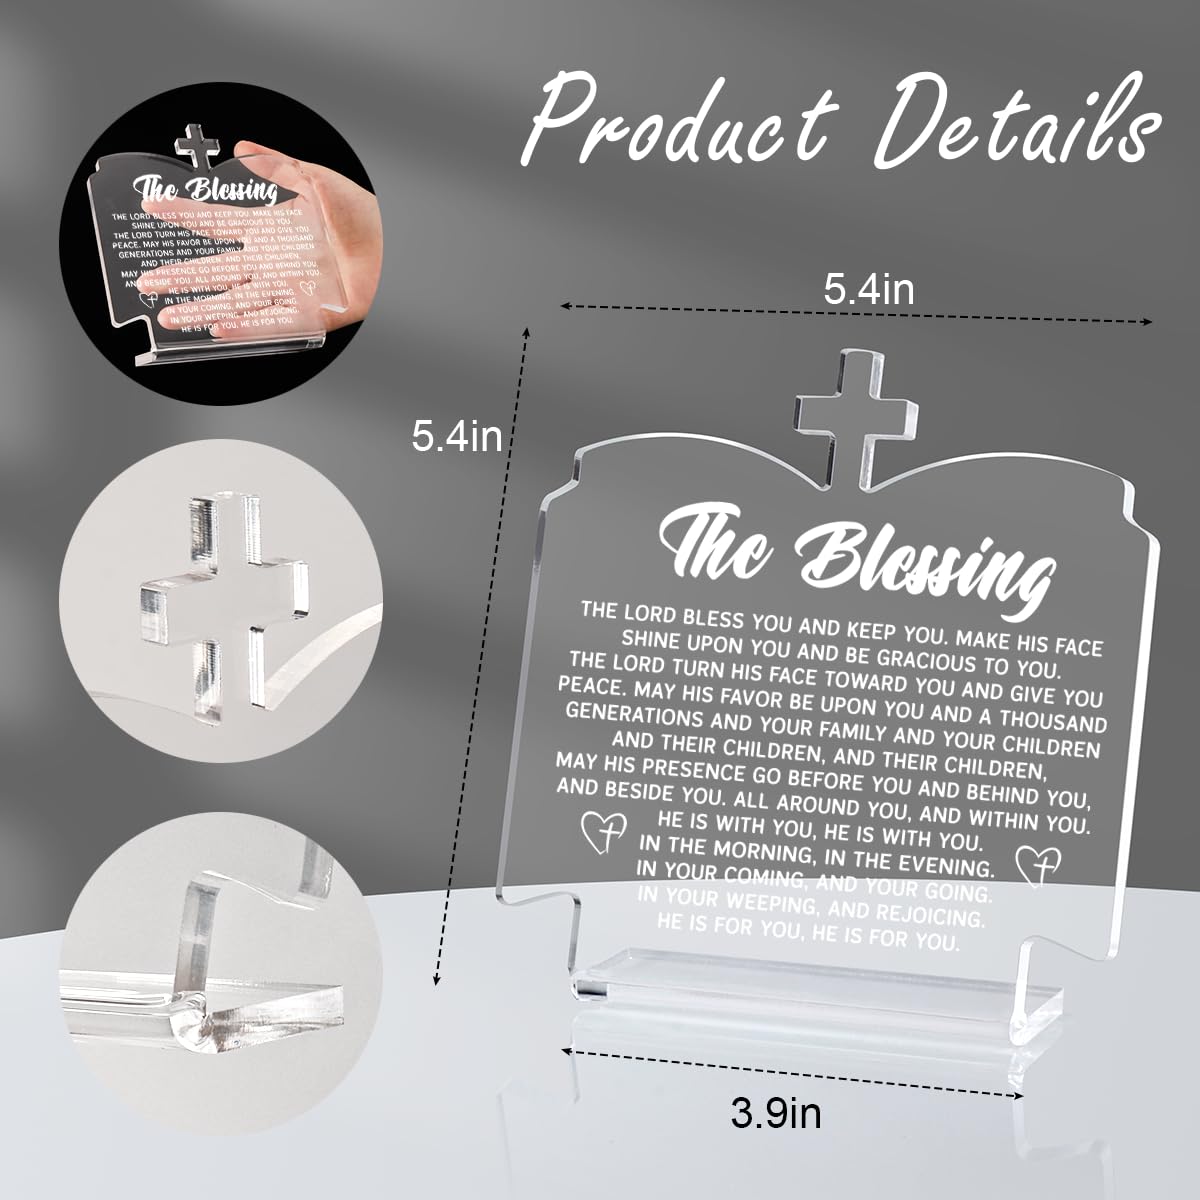 Product Details
The Blessing
THE LORD BLESS YOU AND KEEP YOU. MAKE HIS FACE
SHINE UPON YOU AND BE GRACIOUS TO YOU.
THE LORD TURN HIS FACE TOWARD YOU AND GIVE YOU
PEACE. MAY HIS FAVOR BE UPON YOU AND A THOUSAND
GENERATIONS AND YOUR FAMILY AND YOUR CHILDREN
AND THEIR CHILDREN, AND THEIR CHILDREN,
MAY HIS PRESENCE GO BEFORE YOU AND BEHIND YOU,
AND BESIDE YOU. ALL AROUND YOU, AND WITHIN YOU.
HE IS WITH YOU, HE IS WITH YOU.
IN THE MORNING, IN THE EVENING.
IN YOUR COMING, AND YOUR GOING.
IN YOUR WEEPING, AND REJOICING.
HE IS FOR YOU, HE IS FOR YOU.
5.4in
5.4in
The Blessing
THE LORD BLESS YOU AND KEEP YOU. MAKE HIS FACE
SHINE UPON YOU AND BE GRACIOUS TO YOU.
THE LORD TURN HIS FACE TOWARD YOU AND GIVE YOU
PEACE. MAY HIS FAVOR BE UPON YOU AND A THOUSAND
GENERATIONS AND YOUR FAMILY AND YOUR CHILDREN
AND THEIR CHILDREN, AND THEIR CHILDREN,
MAY HIS PRESENCE GO BEFORE YOU AND BEHIND YOU,
AND BESIDE YOU. ALL AROUND YOU, AND WITHIN YOU.
HE IS WITH YOU, HE IS WITH YOU.
IN THE MORNING, IN THE EVENING.
IN YOUR COMING, AND YOUR GOING.
IN YOUR WEEPING, AND REJOICING.
HE IS FOR YOU, HE IS FOR YOU.
3.9in